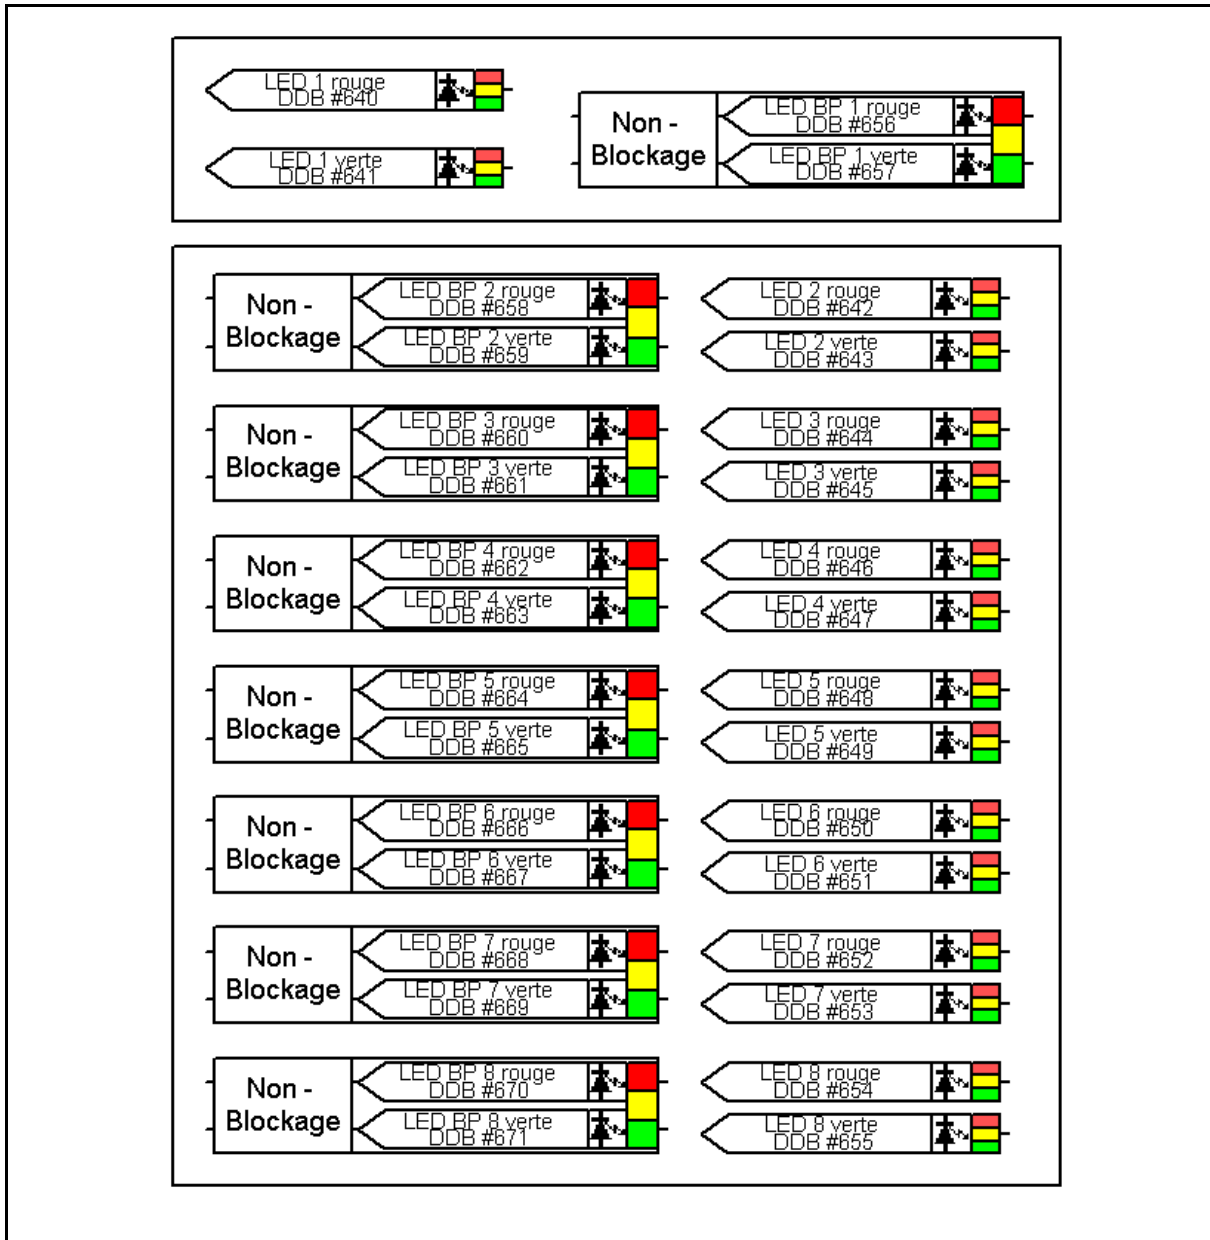 LED 1 rouge
DDB #640
LED 1 verte
DDB #641
Non -
Blockage
LED BP 1 rouge
DDB #656
LED BP 1 verte
DDB #657
Non -
Blockage
LED BP 2 rouge
DDB #658
LED BP 2 verte
DDB #659
LED 2 rouge
DDB #642
LED 2 verte
DDB #643
Non -
Blockage
LED BP 3 rouge
DDB #660
LED BP 3 verte
DDB #661
LED 3 rouge
DDB #644
LED 3 verte
DDB #645
Non -
Blockage
LED BP 4 rouge
DDB #662
LED BP 4 verte
DDB #663
LED 4 rouge
DDB #646
LED 4 verte
DDB #647
Non -
Blockage
LED BP 5 rouge
DDB #664
LED BP 5 verte
DDB #665
LED 5 rouge
DDB #648
LED 5 verte
DDB #649
Non -
Blockage
LED BP 6 rouge
DDB #666
LED BP 6 verte
DDB #667
LED 6 rouge
DDB #650
LED 6 verte
DDB #651
Non -
Blockage
LED BP 7 rouge
DDB #668
LED BP 7 verte
DDB #669
LED 7 rouge
DDB #652
LED 7 verte
DDB #653
Non -
Blockage
LED BP 8 rouge
DDB #670
LED BP 8 verte
DDB #671
LED 8 rouge
DDB #654
LED 8 verte
DDB #655